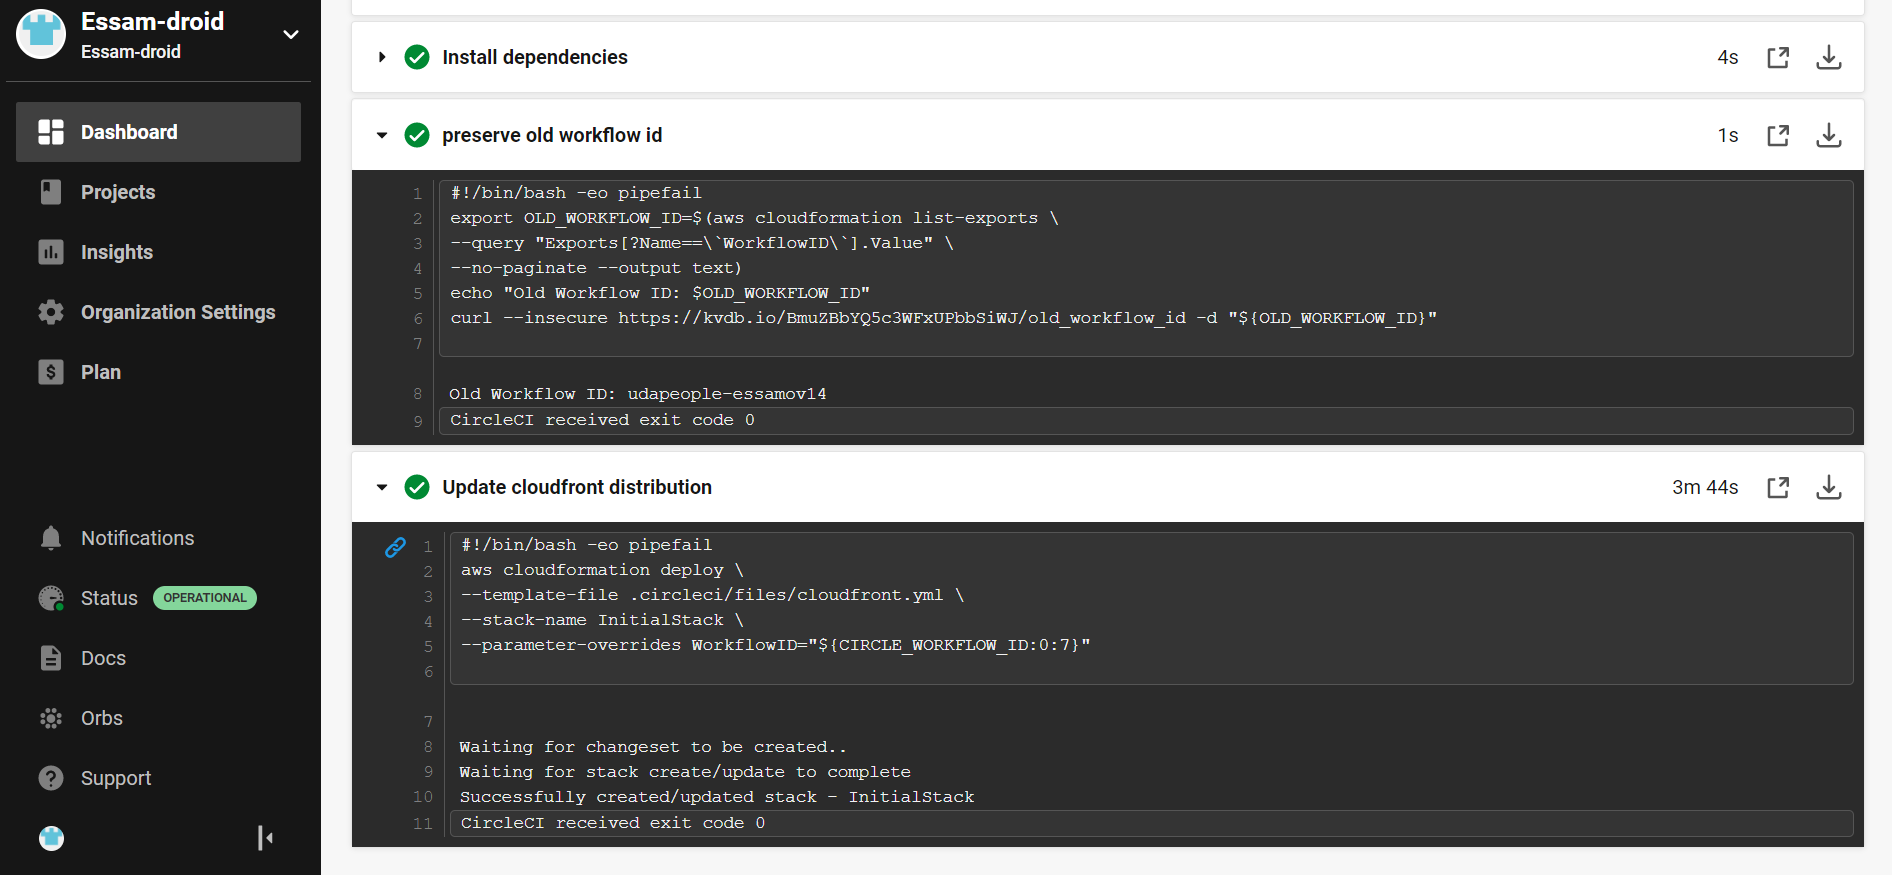 Essam-droid
Essam-droid
Dashboard
Projects
Insights
Organization Settings
Plan
Notifications
Status OPERATIONAL
Docs
Orbs
Support
Install dependencies 4s
preserve old workflow id 1s
1 #!/bin/bash -eo pipefail
2 export OLD_WORKFLOW_ID=$(aws cloudformation list-exports \
3 --query "Exports[?Name==\`WorkflowID\`].Value" \
4 --no-paginate --output text)
5 echo "Old Workflow ID: $OLD_WORKFLOW_ID"
6 curl --insecure https://kvdb.io/BmuZBbYQ5c3WFxUPbbSiWJ/old_workflow_id -d "${OLD_WORKFLOW_ID}"
7
8 Old Workflow ID: udapeople-essamov14
9 CircleCI received exit code 0
Update cloudfront distribution 3m 44s
1 #!/bin/bash -eo pipefail
2 aws cloudformation deploy \
3 --template-file .circleci/files/cloudfront.yml \
4 --stack-name InitialStack \
5 --parameter-overrides WorkflowID="${CIRCLE_WORKFLOW_ID:0:7}"
6
7
8 Waiting for changeset to be created..
9 Waiting for stack create/update to complete
10 Successfully created/updated stack - InitialStack
11 CircleCI received exit code 0